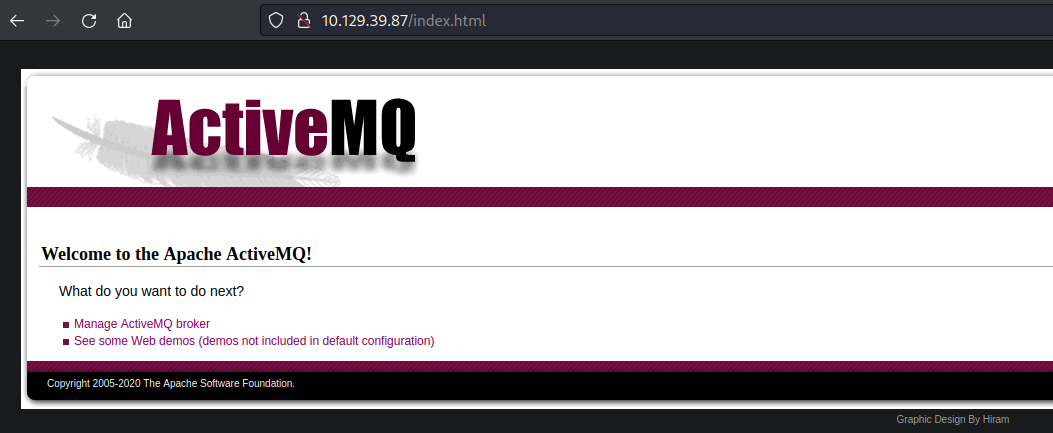 10.129.39.87/index.html
ActiveMQ
Welcome to the Apache ActiveMQ!
What do you want to do next?
Manage ActiveMQ broker
See some Web demos (demos not included in default configuration)
Copyright 2005-2020 The Apache Software Foundation.
Graphic Design By Hiram